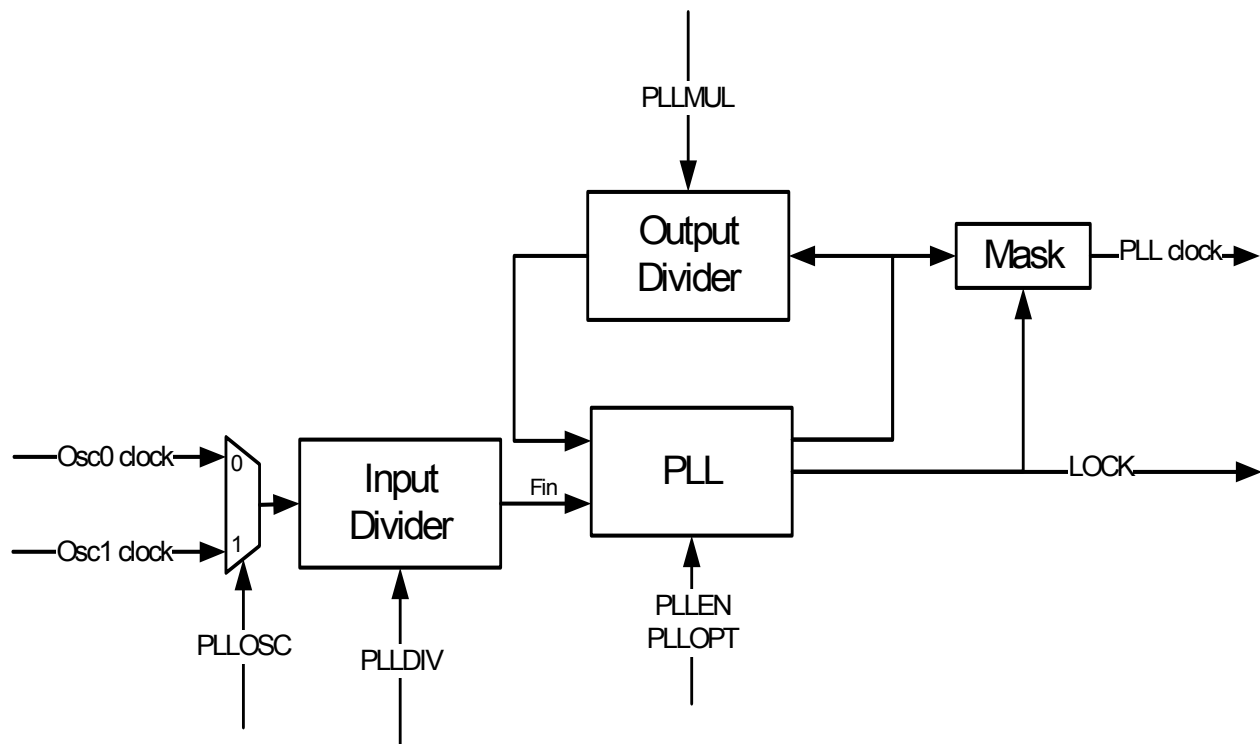 PLLMUL
Output
Divider
Mask
PLL clock
Osc0 clock
0
Input
Divider
Fin
PLL
LOCK
Osc1 clock
1
PLLOSC
PLLDIV
PLLEN
PLLOPT